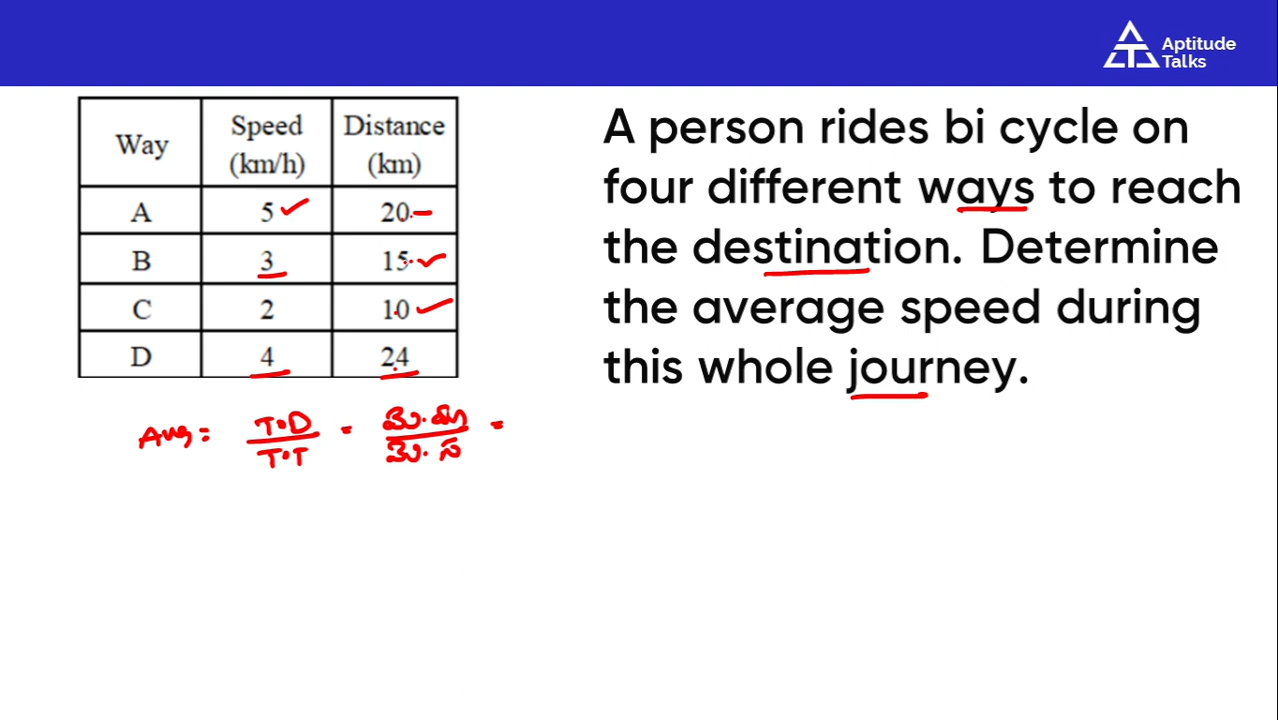 Aptitude
Talks
Way Speed (km/h) Distance (km)
A 5 20
B 3 15
C 2 10
D 4 24
A person rides bi cycle on
four different ways to reach
the destination. Determine
the average speed during
this whole journey.
Avg = T.D / T.T = =